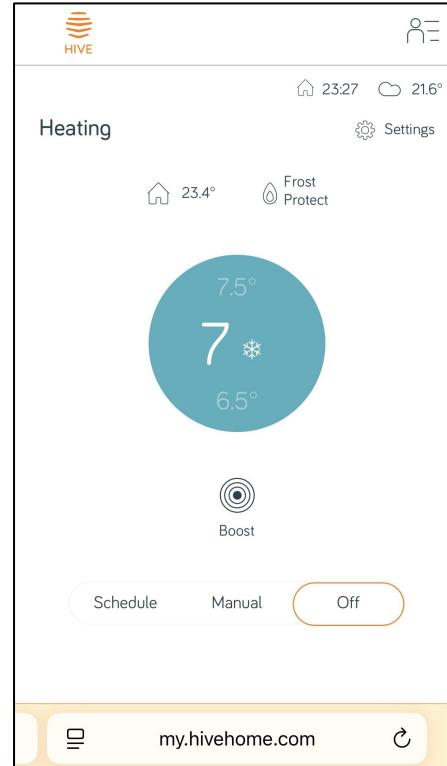 HIVE
23:27 21.6°
Heating
Settings
23.4°
Frost
Protect
7.5°
7
6.5°
Boost
Schedule Manual Off
my.hivehome.com